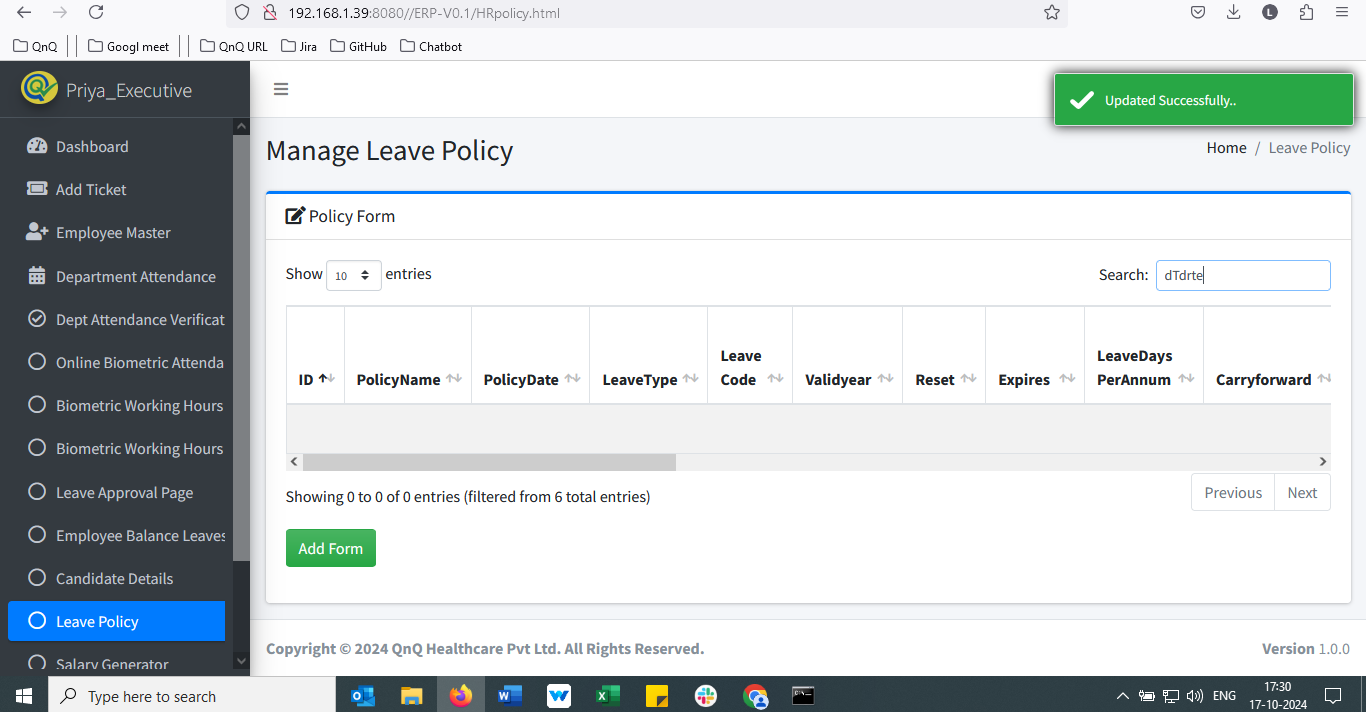 192.168.1.39:8080//ERP-V0.1/HRpolicy.html
L
QnQ
Googl meet
QnQ URL
Jira
GitHub
Chatbot
Priya_Executive
Updated Successfully..
Dashboard
Add Ticket
Employee Master
Department Attendance
Dept Attendance Verificat
Online Biometric Attenda
Biometric Working Hours
Biometric Working Hours
Leave Approval Page
Employee Balance Leaves
Candidate Details
Leave Policy
Salary Generator
Manage Leave Policy
Home / Leave Policy
Policy Form
Show 10 entries
Search: dTdrte
ID
PolicyName
PolicyDate
LeaveType
Leave
Code
Validyear
Reset
Expires
LeaveDays
PerAnnum
Carryforward
Showing 0 to 0 of 0 entries (filtered from 6 total entries)
Previous
Next
Add Form
Copyright © 2024 QnQ Healthcare Pvt Ltd. All Rights Reserved.
Version 1.0.0
Type here to search
ENG
17:30
17-10-2024